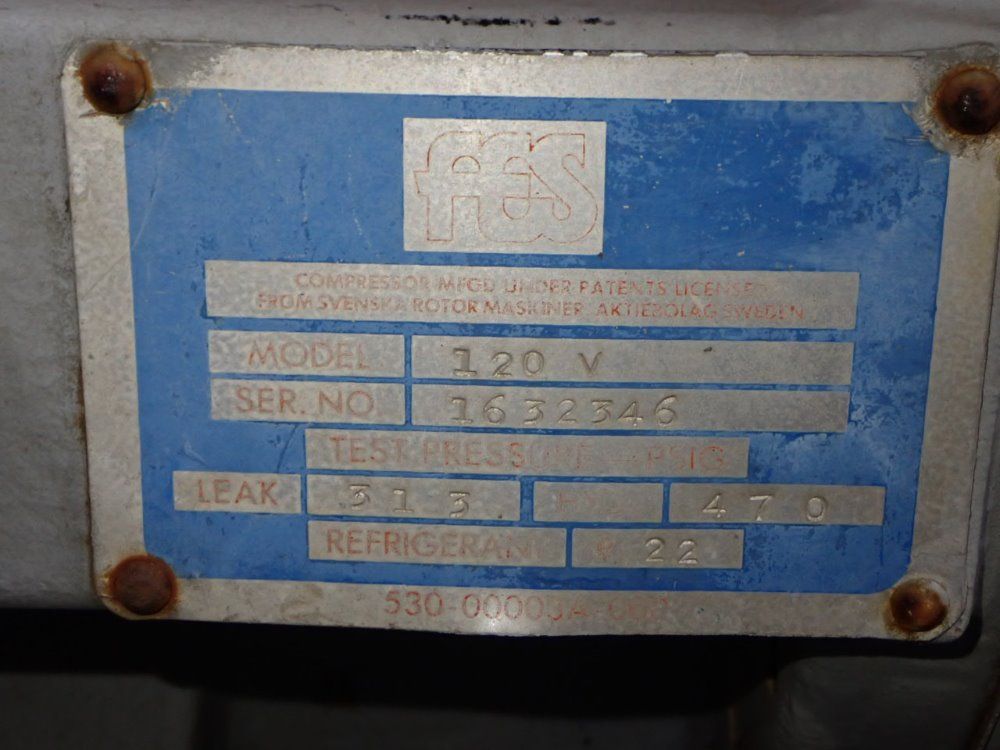 FES
COMPRESSOR MFGD UNDER PATENTS LICENSED
FROM SVENSKA ROTOR MASKINER, AKTIEBOLAG SWEDEN
MODEL 120 V
SER. NO. 1632346
TEST PRESSURE - PSIG
LEAK 313 470
REFRIGERANT R 22